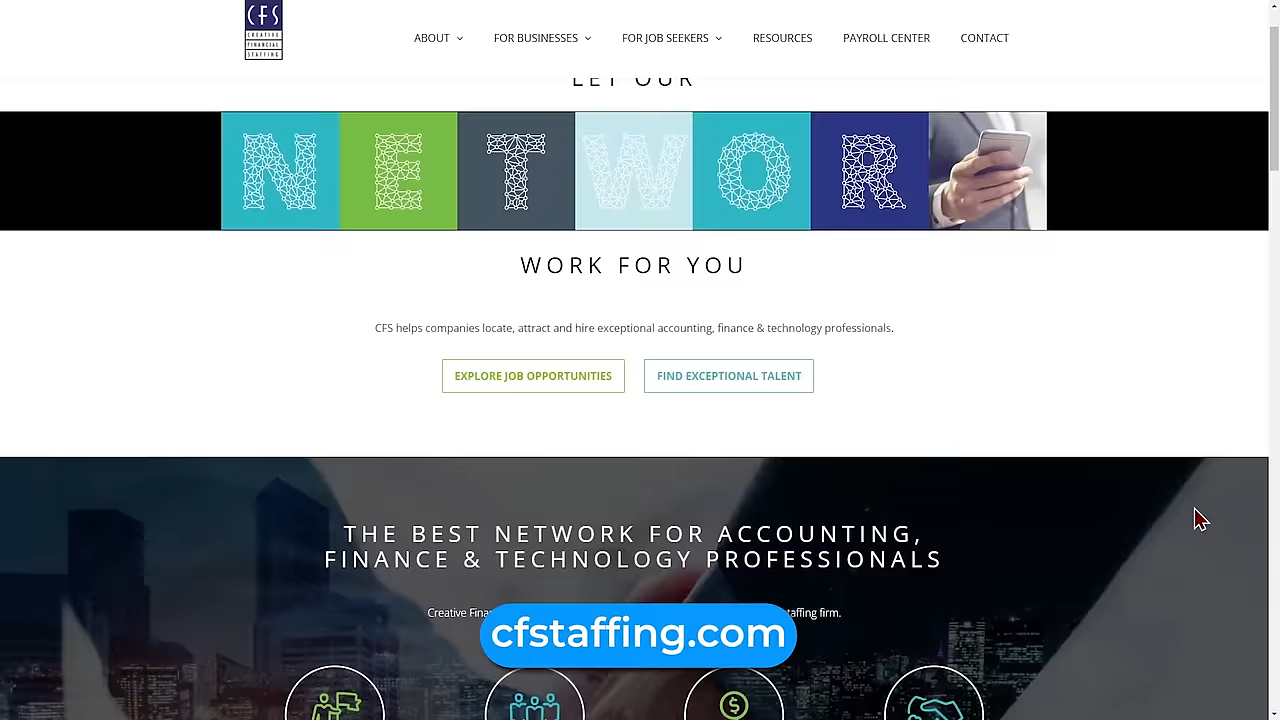 CFS
CREATIVE
FINANCIAL
STAFFING
ABOUT
FOR BUSINESSES
FOR JOB SEEKERS
RESOURCES
PAYROLL CENTER
CONTACT
LET OUR
NETWOR
WORK FOR YOU
CFS helps companies locate, attract and hire exceptional accounting, finance & technology professionals.
EXPLORE JOB OPPORTUNITIES
FIND EXCEPTIONAL TALENT
THE BEST NETWORK FOR ACCOUNTING,
FINANCE & TECHNOLOGY PROFESSIONALS
Creative firm.
cfstaffing.com